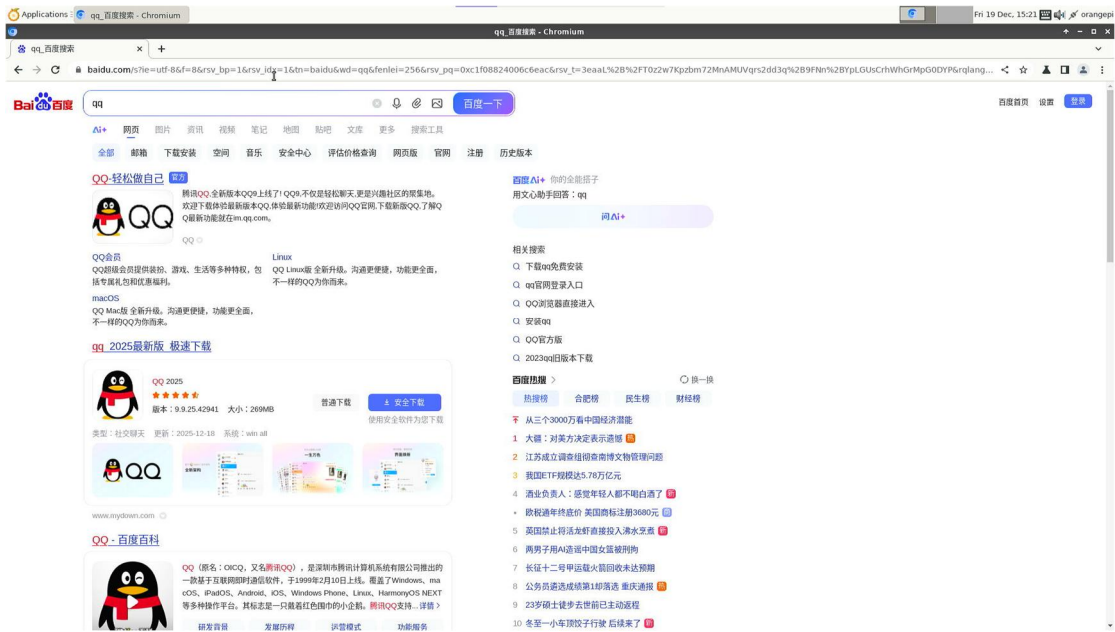 Applications
qq_百度搜索 - Chromium
Fri 19 Dec, 15:21
orangepi
qq_百度搜索 - Chromium
qq_百度搜索
baidu.com/s?ie=utf-8&f=8&rsv_bp=1&rsv_idx=1&tn=baidu&wd=qq&fenlei=256&rsv_pq=0xc1f08824006c6eac&rsv_t=3eaaL%2B%2FT0z2w7Kpzbm72MnAMUVqrs2dd3q%2B9FNn%2BYpLGUsCrhWhGrMpG0DYP&rqlang...
Bai du 百度
qq
百度一下
百度首页 设置 登录
Ai+ 网页 图片 资讯 视频 笔记 地图 贴吧 文库 更多 搜索工具
全部 邮箱 下载安装 空间 音乐 安全中心 评估价格查询 网页版 官网 注册 历史版本
QQ-轻松做自己 官方
QQ
腾讯QQ,全新版本QQ9上线了! QQ9,不仅是轻松聊天,更是兴趣社区的聚集地。
欢迎下载体验最新版本QQ,体验最新功能!欢迎访问QQ官网,下载新版QQ,了解Q
Q最新功能就在im.qq.com。
QQ
QQ会员
QQ超级会员提供装扮、游戏、生活等多种特权，包
括专属礼包和优惠福利。
Linux
QQ Linux版 全新升级。沟通更便捷，功能更全面，
不一样的QQ为你而来。
macOS
QQ Mac版 全新升级。沟通更便捷，功能更全面，
不一样的QQ为你而来。
qq_2025最新版_极速下载
QQ 2025
版本：9.9.25.42941 大小：269MB
普通下载
安全下载
使用安全软件为您下载
类型：社交聊天 更新：2025-12-18 系统：win all
QQ
www.mydown.com
QQ - 百度百科
QQ（原名：OICQ，又名腾讯QQ），是深圳市腾讯计算机系统有限公司推出的
一款基于互联网即时通信软件，于1999年2月10日上线。覆盖了Windows、ma
cOS、iPadOS、Android、iOS、Windows Phone、Linux、HarmonyOS NEXT
等多种操作平台。其标志是一只戴着红色围巾的小企鹅。腾讯QQ支持... 详情
研发背景 发展历程 运营模式 功能服务
百度Ai+ 你的全能搭子
用文心助手回答：qq
问Ai+
相关搜索
下载qq免费安装
qq官网登录入口
QQ浏览器直接进入
安装qq
QQ官方版
2023qq旧版本下载
百度热搜 换一换
热搜榜 合肥榜 民生榜 财经榜
从三个3000万看中国经济潜能
1 大疆：对美方决定表示遗憾 热
2 江苏成立调查组彻查南博文物管理问题
3 我国ETF规模达5.78万亿元
4 酒业负责人：感觉年轻人都不喝白酒了 新
欧税通年终底价 美国商标注册3680元
5 英国禁止将活龙虾直接投入沸水烹煮 新
6 两男子用AI造谣中国女篮被刑拘
7 长征十二号甲运载火箭回收未达预期
8 公务员遴选成绩第1却落选 重庆通报 热
9 23岁硕士徒步去世前已主动返程
10 冬至一小车顶饺子行驶 后续来了 新